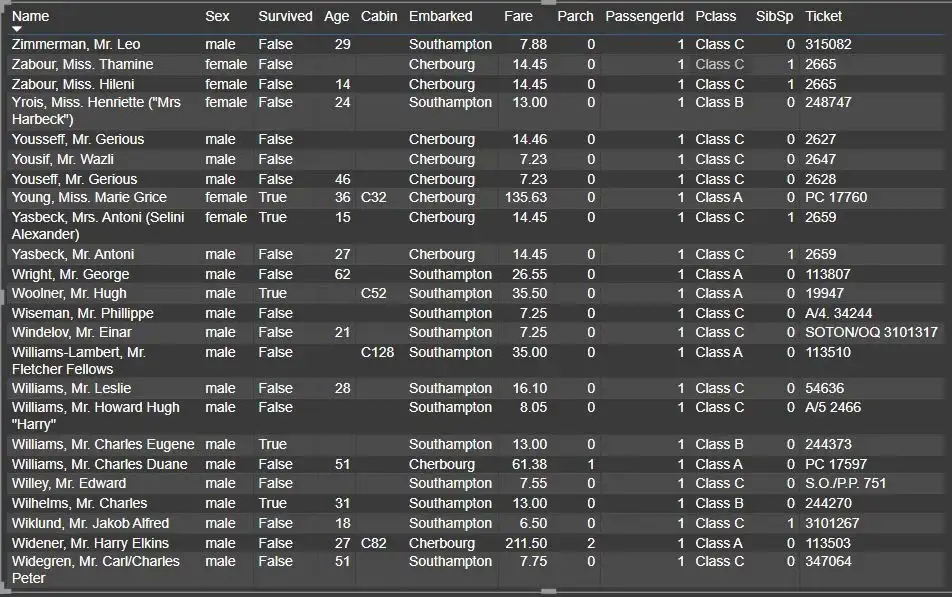 Name Sex Survived Age Cabin Embarked Fare Parch PassengerId Pclass SibSp Ticket
Zimmerman, Mr. Leo male False 29 Southampton 7.88 0 1 Class C 0 315082
Zabour, Miss. Thamine female False Cherbourg 14.45 0 1 Class C 1 2665
Zabour, Miss. Hileni female False 14 Cherbourg 14.45 0 1 Class C 1 2665
Yrois, Miss. Henriette ("Mrs female False 24 Southampton 13.00 0 1 Class B 0 248747
Harbeck")
Yousseff, Mr. Gerious male False Cherbourg 14.46 0 1 Class C 0 2627
Yousif, Mr. Wazli male False Cherbourg 7.23 0 1 Class C 0 2647
Youseff, Mr. Gerious male False 46 Cherbourg 7.23 0 1 Class C 0 2628
Young, Miss. Marie Grice female True 36 C32 Cherbourg 135.63 0 1 Class A 0 PC 17760
Yasbeck, Mrs. Antoni (Selini female True 15 Cherbourg 14.45 0 1 Class C 1 2659
Alexander)
Yasbeck, Mr. Antoni male False 27 Cherbourg 14.45 0 1 Class C 1 2659
Wright, Mr. George male False 62 Southampton 26.55 0 1 Class A 0 113807
Woolner, Mr. Hugh male True C52 Southampton 35.50 0 1 Class A 0 19947
Wiseman, Mr. Phillippe male False Southampton 7.25 0 1 Class C 0 A/4. 34244
Windelov, Mr. Einar male False 21 Southampton 7.25 0 1 Class C 0 SOTON/OQ 3101317
Williams-Lambert, Mr. male False C128 Southampton 35.00 0 1 Class A 0 113510
Fletcher Fellows
Williams, Mr. Leslie male False 28 Southampton 16.10 0 1 Class C 0 54636
Williams, Mr. Howard Hugh male False Southampton 8.05 0 1 Class C 0 A/5 2466
"Harry"
Williams, Mr. Charles Eugene male True Southampton 13.00 0 1 Class B 0 244373
Williams, Mr. Charles Duane male False 51 Cherbourg 61.38 1 1 Class A 0 PC 17597
Willey, Mr. Edward male False Southampton 7.55 0 1 Class C 0 S.O./P.P. 751
Wilhelms, Mr. Charles male True 31 Southampton 13.00 0 1 Class B 0 244270
Wiklund, Mr. Jakob Alfred male False 18 Southampton 6.50 0 1 Class C 1 3101267
Widener, Mr. Harry Elkins male False 27 C82 Cherbourg 211.50 2 1 Class A 0 113503
Widegren, Mr. Carl/Charles male False 51 Southampton 7.75 0 1 Class C 0 347064
Peter